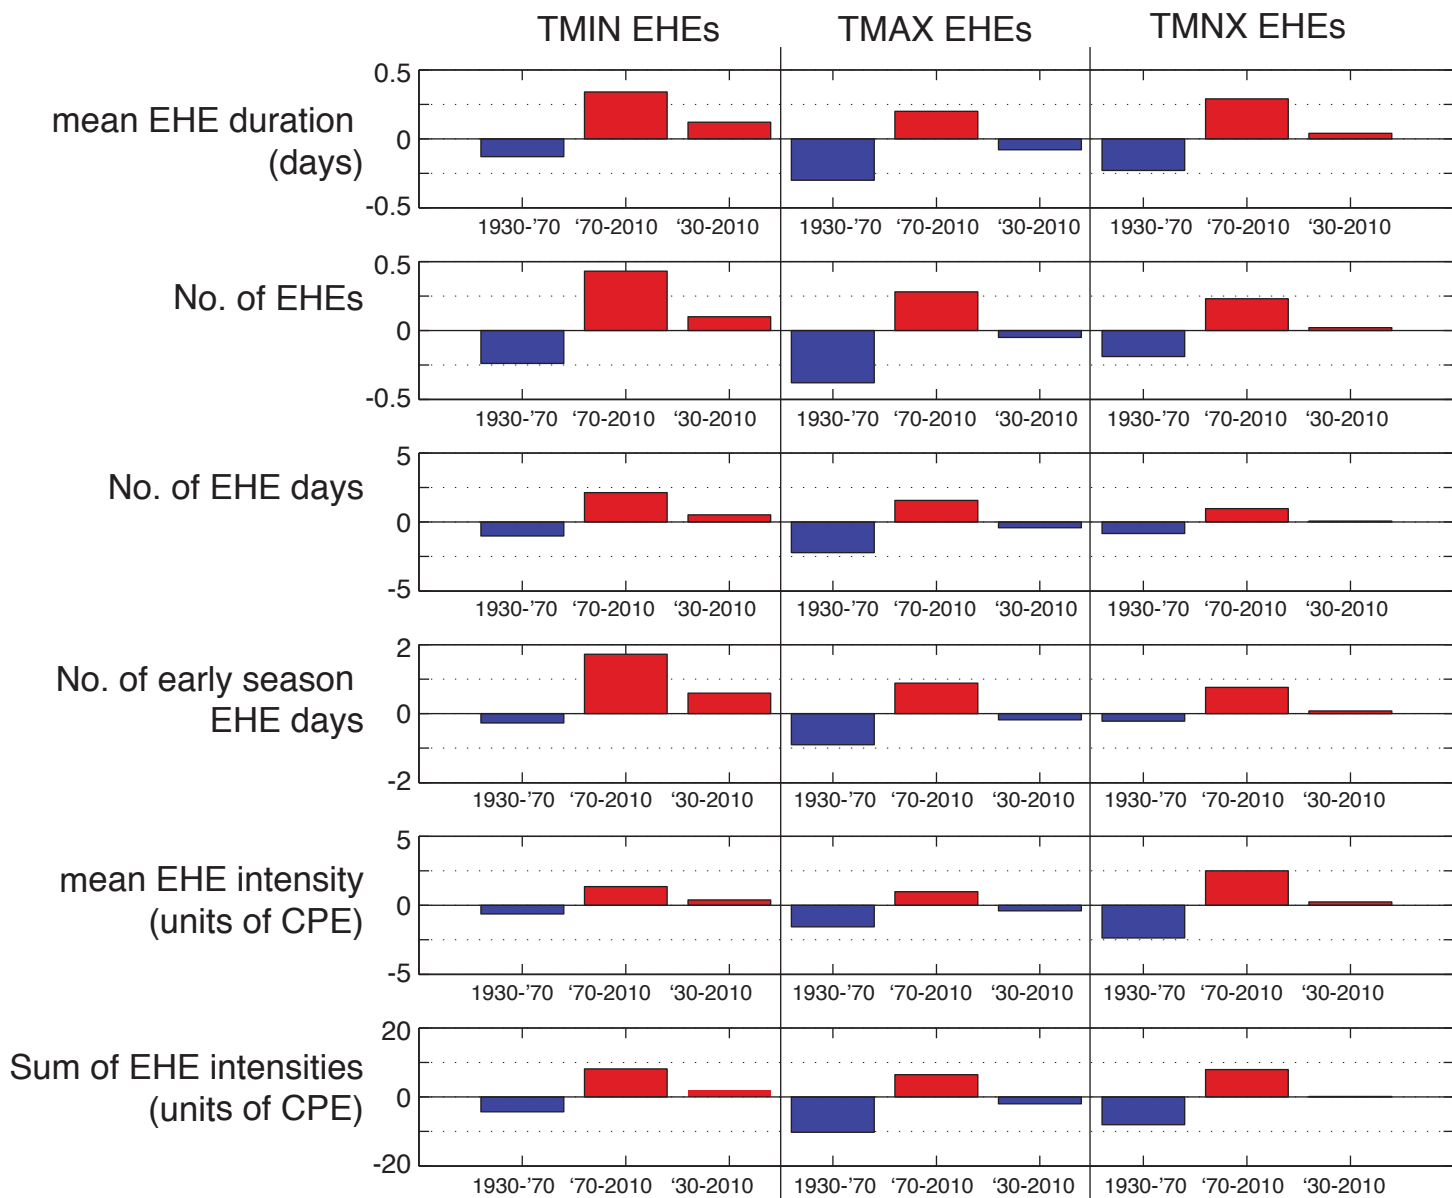 TMIN EHEs TMAX EHEs TMNX EHEs
mean EHE duration
(days)
0.5
0
-0.5
1930-'70 '70-2010 '30-2010 1930-'70 '70-2010 '30-2010 1930-'70 '70-2010 '30-2010
No. of EHEs
0.5
0
-0.5
1930-'70 '70-2010 '30-2010 1930-'70 '70-2010 '30-2010 1930-'70 '70-2010 '30-2010
No. of EHE days
5
0
-5
1930-'70 '70-2010 '30-2010 1930-'70 '70-2010 '30-2010 1930-'70 '70-2010 '30-2010
No. of early season
EHE days
2
0
-2
1930-'70 '70-2010 '30-2010 1930-'70 '70-2010 '30-2010 1930-'70 '70-2010 '30-2010
mean EHE intensity
(units of CPE)
5
0
-5
1930-'70 '70-2010 '30-2010 1930-'70 '70-2010 '30-2010 1930-'70 '70-2010 '30-2010
Sum of EHE intensities
(units of CPE)
20
10
0
-10
-20
1930-'70 '70-2010 '30-2010 1930-'70 '70-2010 '30-2010 1930-'70 '70-2010 '30-2010